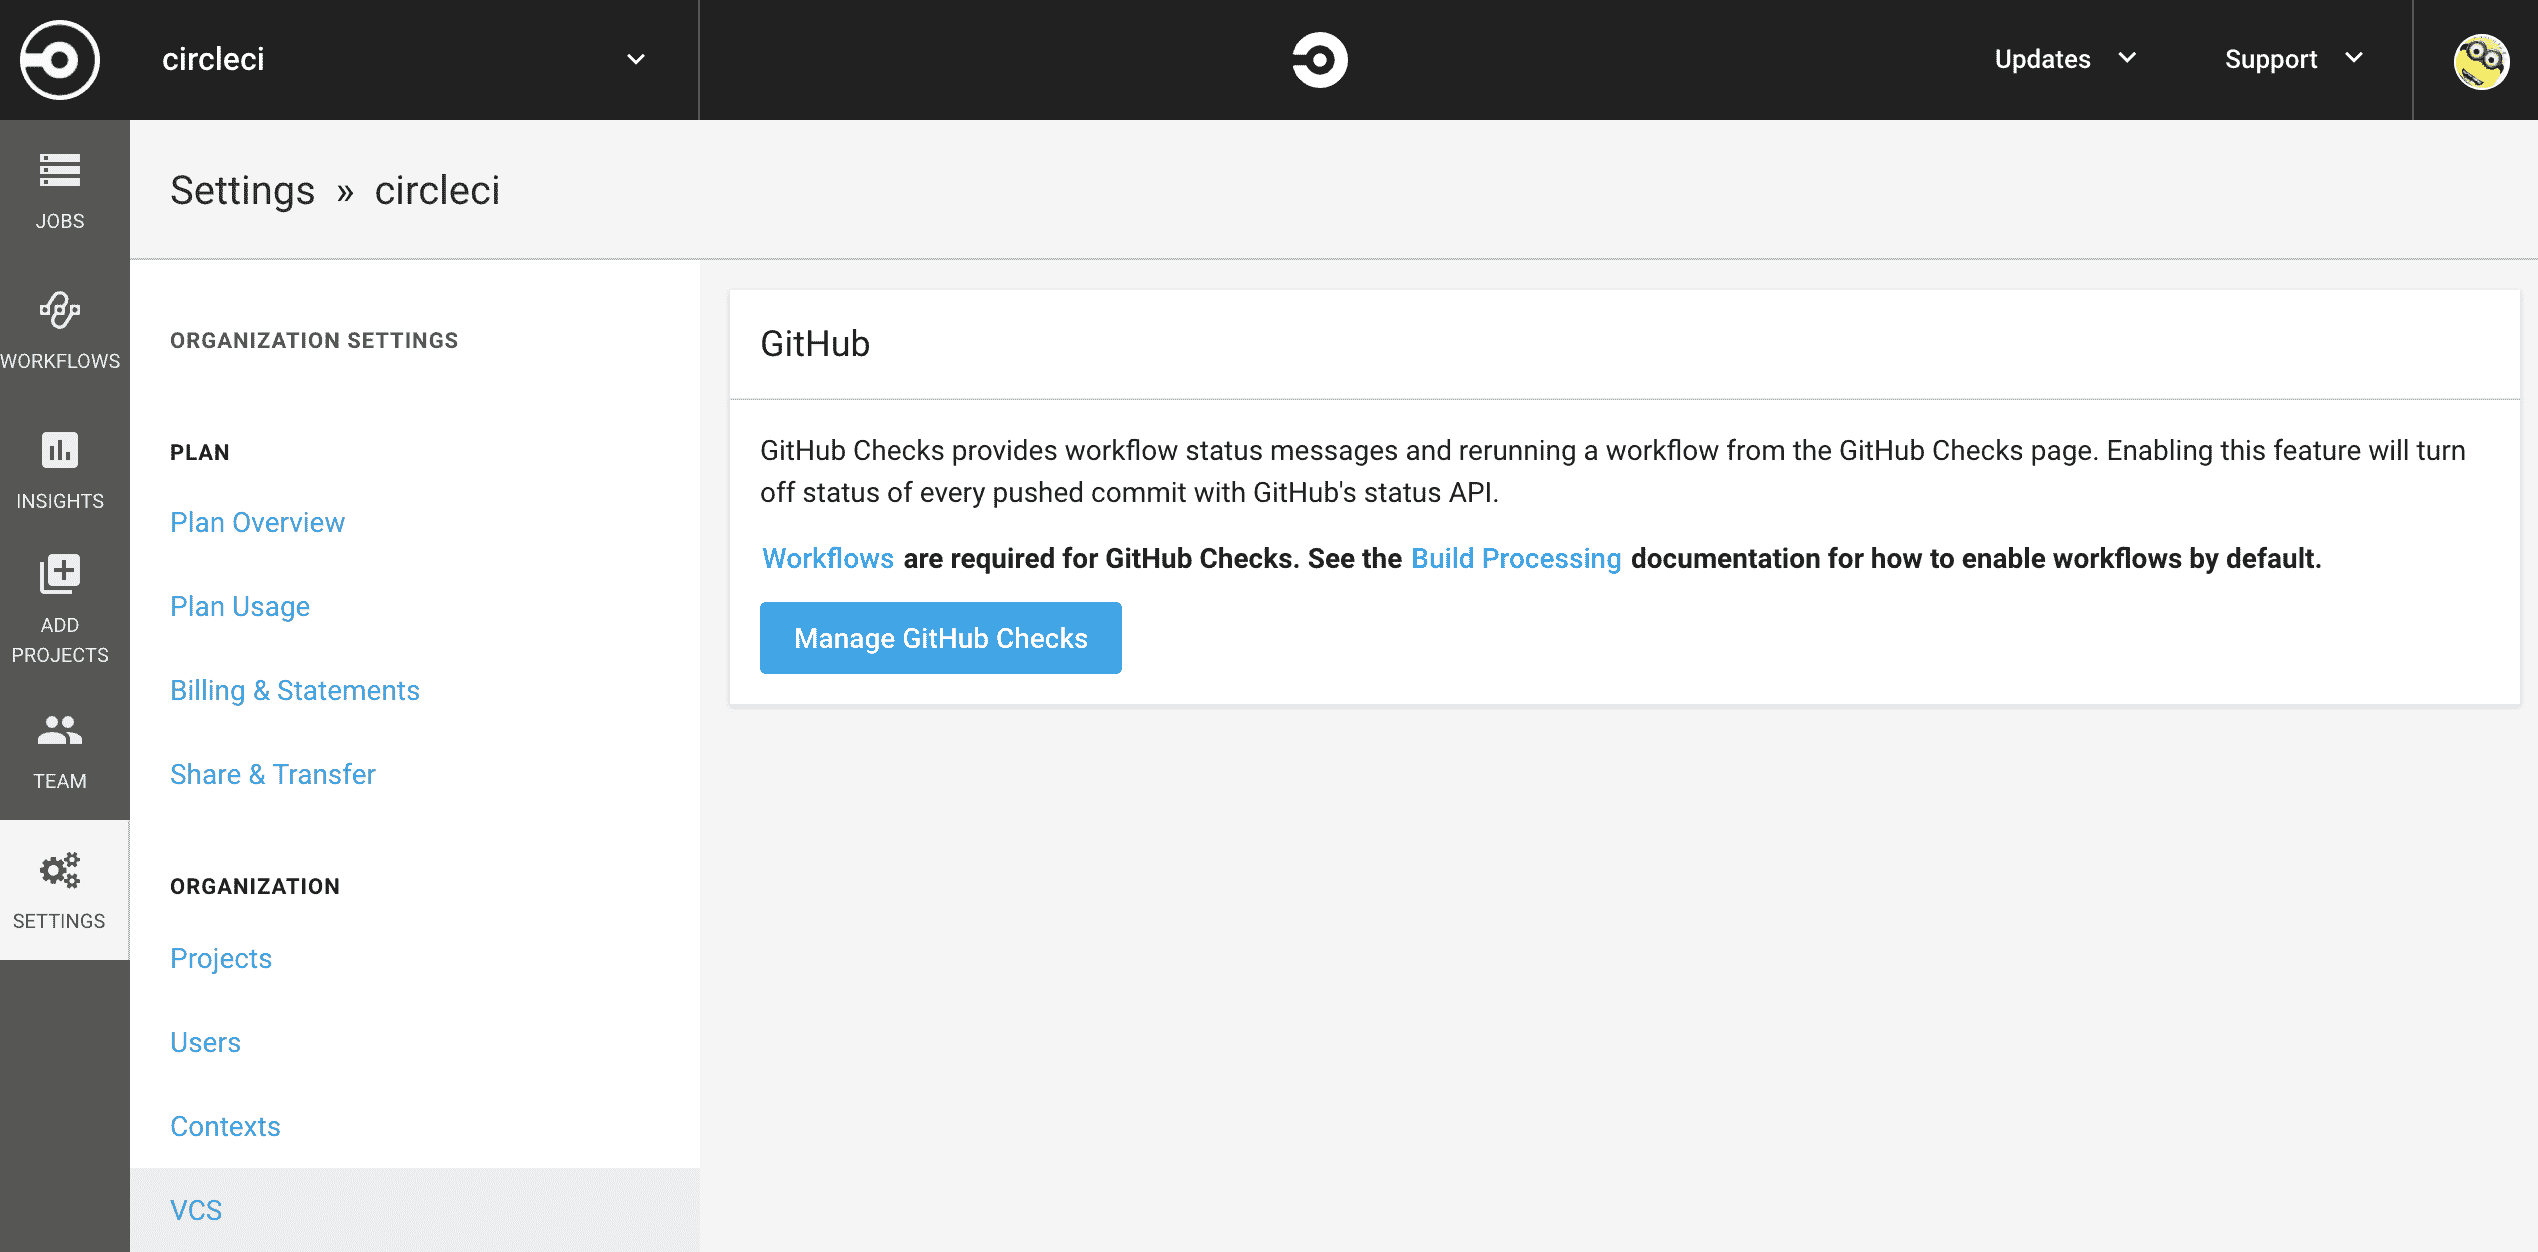 circleci
Updates
Support
JOBS
WORKFLOWS
INSIGHTS
ADD
PROJECTS
TEAM
SETTINGS
Settings » circleci
ORGANIZATION SETTINGS
PLAN
Plan Overview
Plan Usage
Billing & Statements
Share & Transfer
ORGANIZATION
Projects
Users
Contexts
VCS
GitHub
GitHub Checks provides workflow status messages and rerunning a workflow from the GitHub Checks page. Enabling this feature will turn
off status of every pushed commit with GitHub's status API.
Workflows are required for GitHub Checks. See the Build Processing documentation for how to enable workflows by default.
Manage GitHub Checks